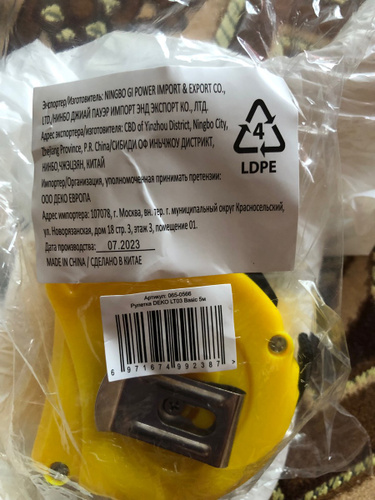 Экспортер/Изготовитель: NINGBO GI POWER IMPORT & EXPORT CO.,
LTD./НИНБО ДЖИАЙ ПАУЭР ИМПОРТ ЭНД ЭКСПОРТ КО., ЛТД.
Адрес экспортера/изготовителя: CBD of Yinzhou District, Ningbo City,
Zhejiang Province, P.R. China/СИБИДИ ОФ ИНЬЧЖОУ ДИСТРИКТ,
НИНБО, ЧЖЭЦЗЯН, КИТАЙ
Импортер/Организация, уполномоченная принимать претензии:
ООО ДЕКО ЕВРОПА
Адрес импортера: 107078, г. Москва, вн. тер. г. муниципальный округ Красносельский,
ул. Новорязанская, дом 18 стр. 3, этаж 3, помещение 01.
Дата производства: 07.2023
MADE IN CHINA / СДЕЛАНО В КИТАЕ
4
LDPE
Артикул: 065-0566
Рулетка DEKO LT03 Basic 5м
6 971674 992387 >